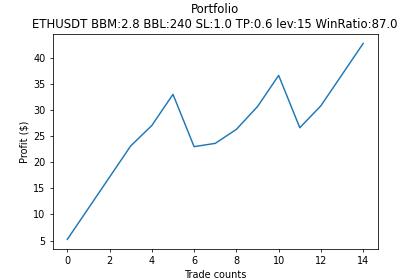 Portfolio
ETHUSDT BBM:2.8 BBL:240 SL:1.0 TP:0.6 lev:15 WinRatio:87.0
Profit ($)
40
35
30
25
20
15
10
5
0 2 4 6 8 10 12 14
Trade counts